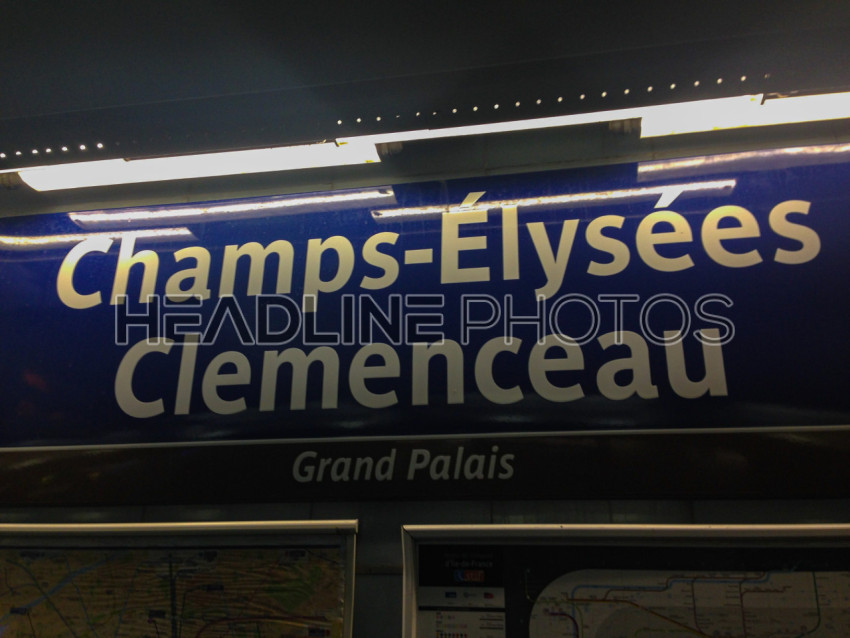 Champs-Élysées
HEADLINE PHOTOS
Clemenceau
Grand Palais